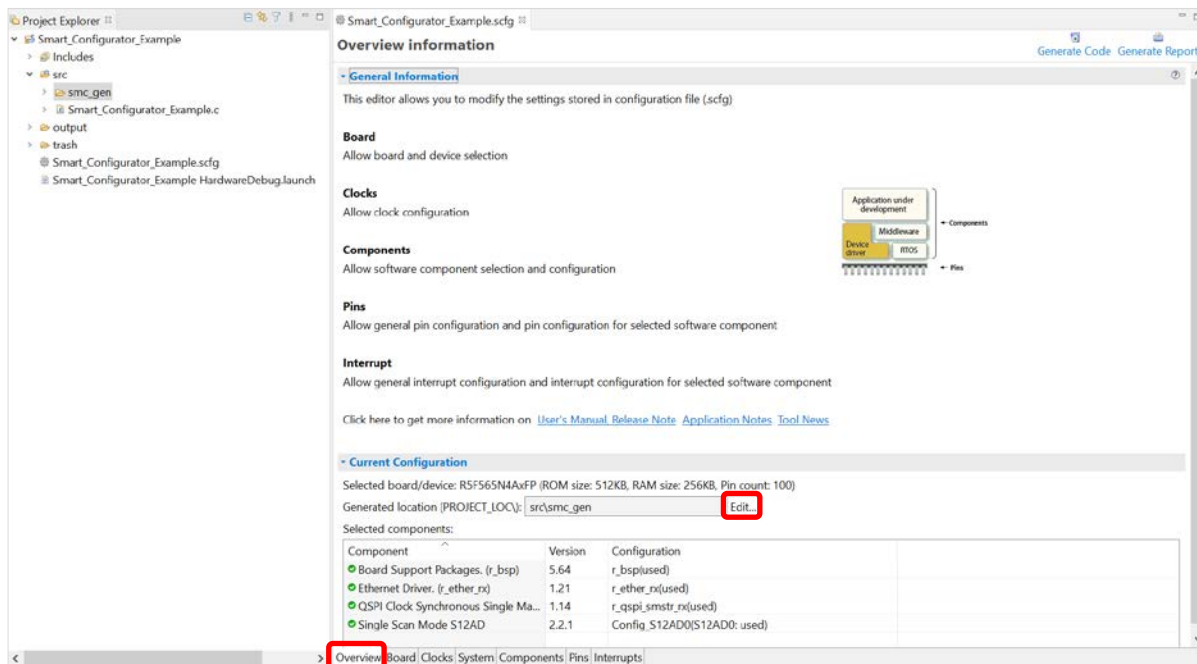 Project Explorer
Smart_Configurator_Example
Includes
src
smc_gen
Smart_Configurator_Example.c
output
trash
Smart_Configurator_Example.scfg
Smart_Configurator_Example HardwareDebug.launch
Smart_Configurator_Example.scfg
Overview information
Generate Code Generate Report
General Information
This editor allows you to modify the settings stored in configuration file (.scfg)
Board
Allow board and device selection
Clocks
Allow clock configuration
Components
Allow software component selection and configuration
Pins
Allow general pin configuration and pin configuration for selected software component
Interrupt
Allow general interrupt configuration and interrupt configuration for selected software component
Application under
development
Middleware
Device
driver
RTOS
Components
Pins
Click here to get more information on User's Manual Release Note Application Notes Tool News
Current Configuration
Selected board/device: R5F565N4AxFP (ROM size: 512KB, RAM size: 256KB, Pin count: 100)
Generated location (PROJECT_LOC\): src\smc_gen Edit...
Selected components:
Component Version Configuration
Board Support Packages. (r_bsp) 5.64 r_bsp(used)
Ethernet Driver. (r_ether_rx) 1.21 r_ether_rx(used)
QSPI Clock Synchronous Single Ma... 1.14 r_qspi_smstr_rx(used)
Single Scan Mode S12AD 2.2.1 Config_S12AD0(S12AD0: used)
Overview Board Clocks System Components Pins Interrupts